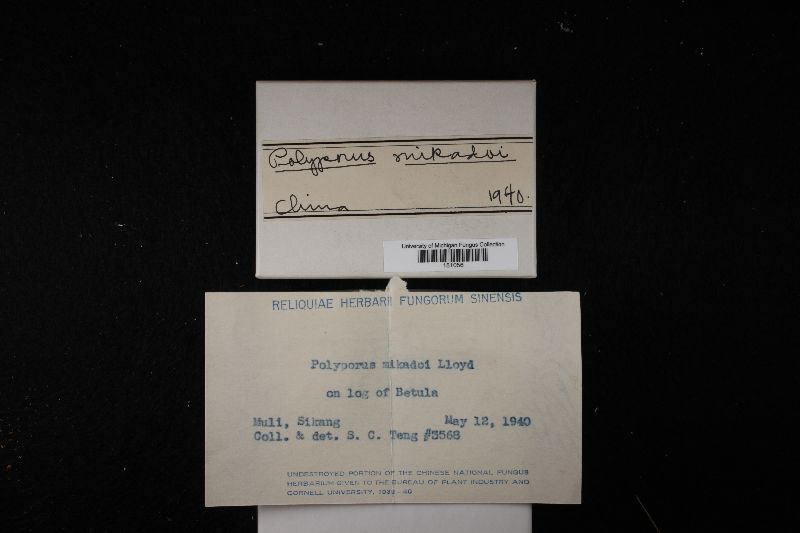 Polyporus mikadoi
China 1940.
University of Michigan Fungus Collection
151056
RELIQUIAE HERBARII FUNGORUM SINENSIS
Polyporus mikadoi Lloyd
on log of Betula
Muli, Sikang May 12, 1940
Coll. & det. S. C. Teng #3568
UNDESTROYED PORTION OF THE CHINESE NATIONAL FUNGUS
HERBARIUM GIVEN TO THE BUREAU OF PLANT INDUSTRY AND
CORNELL UNIVERSITY, 1939-40